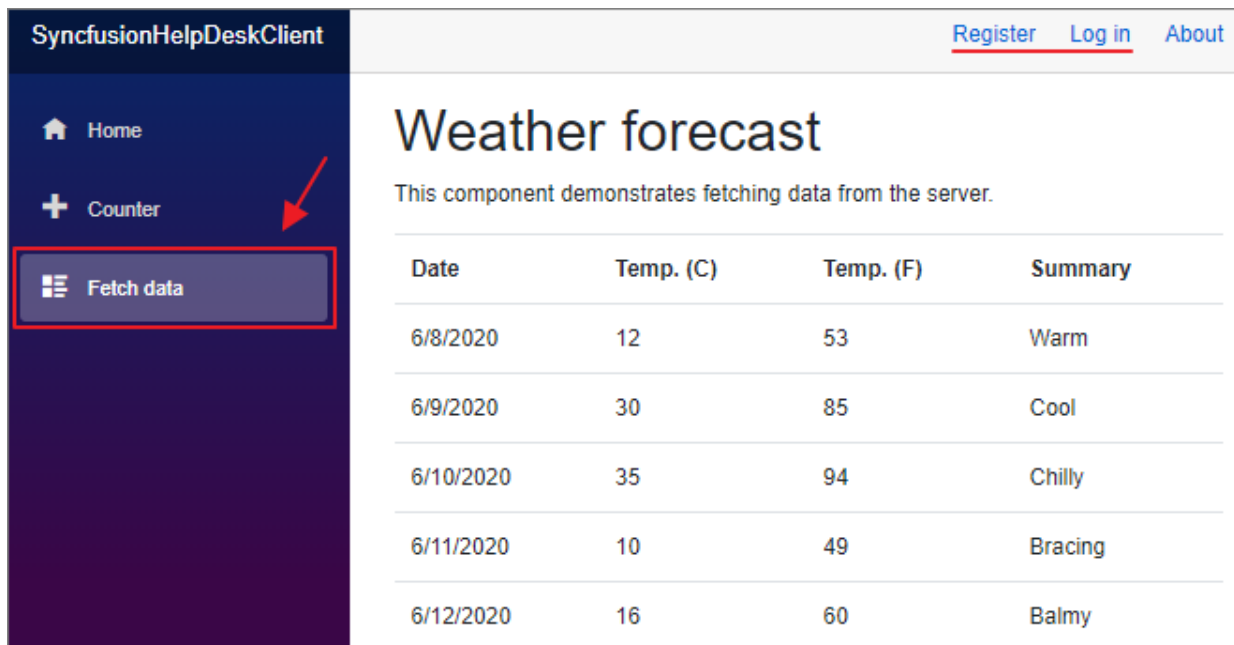 SyncfusionHelpDeskClient
Register Log in About
Home
Counter
Fetch data
Weather forecast
This component demonstrates fetching data from the server.
Date Temp. (C) Temp. (F) Summary
6/8/2020 12 53 Warm
6/9/2020 30 85 Cool
6/10/2020 35 94 Chilly
6/11/2020 10 49 Bracing
6/12/2020 16 60 Balmy